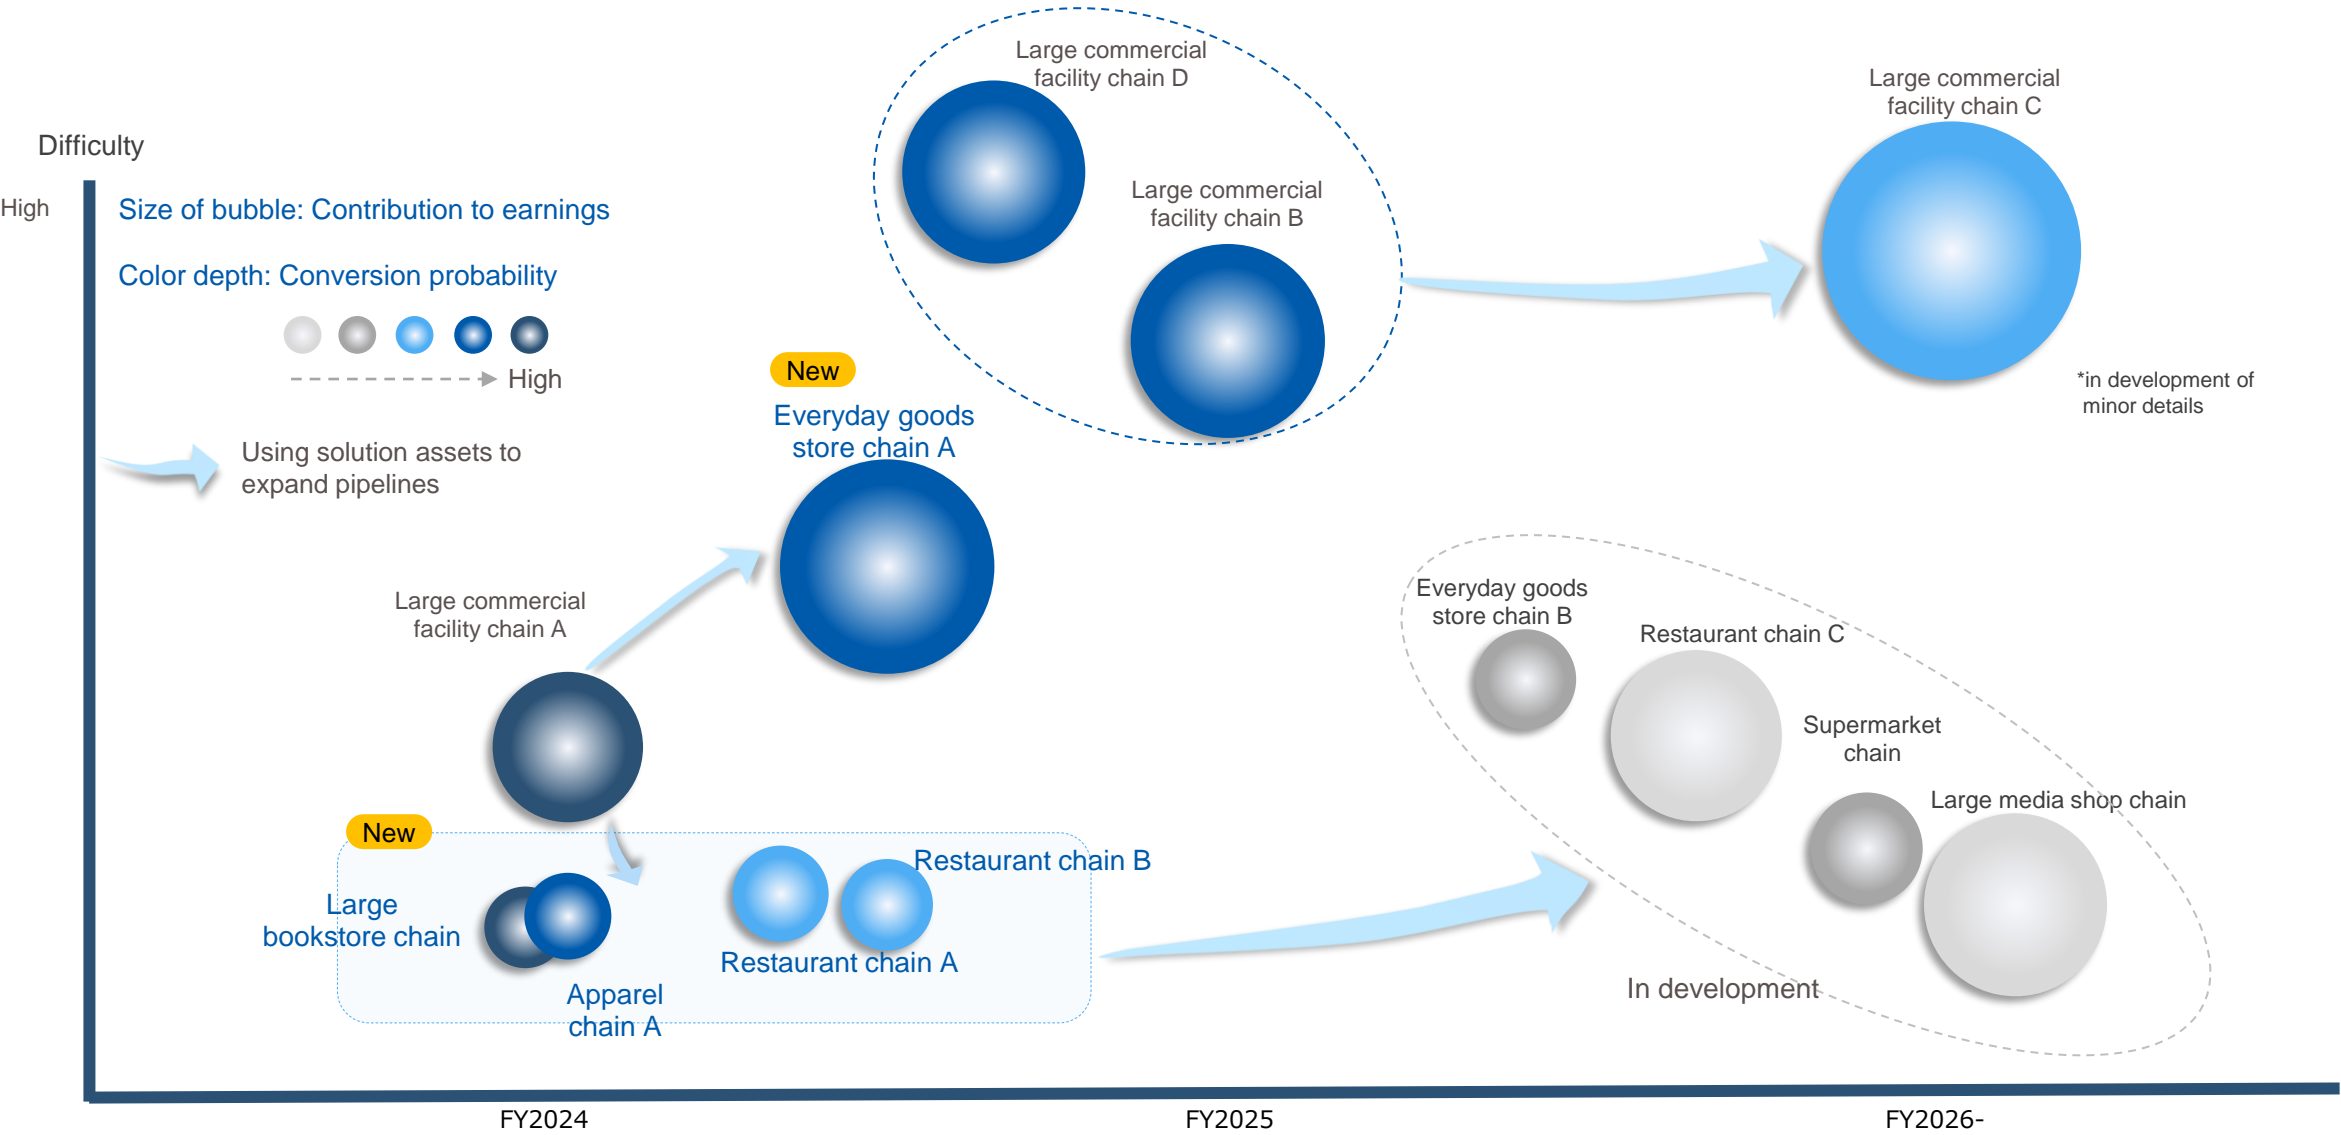 Large commercial
facility chain D
Large commercial
facility chain C
Difficulty
High
Size of bubble: Contribution to earnings
Large commercial
facility chain B
Color depth: Conversion probability
High
New
Everyday goods
store chain A
*in development of
minor details
Using solution assets to
expand pipelines
Large commercial
facility chain A
Everyday goods
store chain B
Restaurant chain C
Supermarket
chain
Large media shop chain
New
Restaurant chain B
Large
bookstore chain
Restaurant chain A
Apparel
chain A
In development
FY2024
FY2025
FY2026-